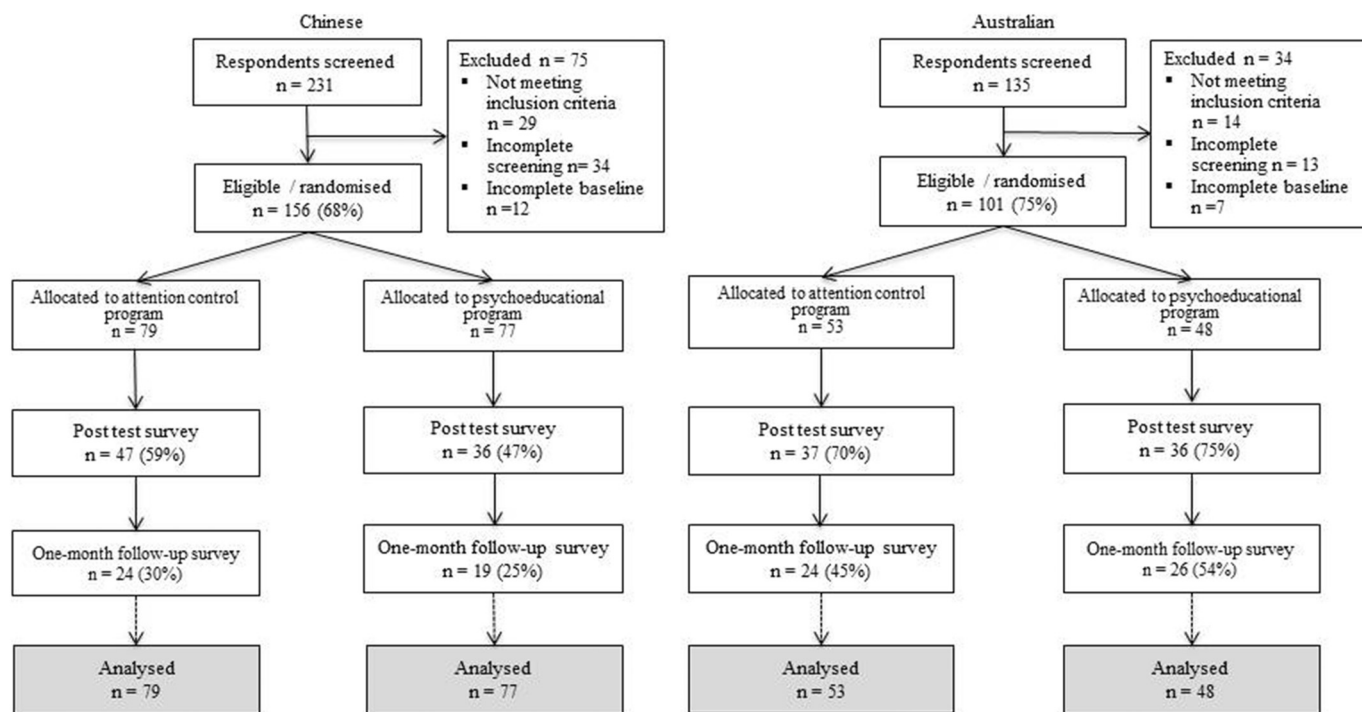 Chinese
Respondents screened
n = 231
Excluded n = 75
▪ Not meeting
inclusion criteria
n = 29
▪ Incomplete
screening n= 34
▪ Incomplete baseline
n =12
Eligible / randomised
n = 156 (68%)
Allocated to attention control
program
n = 79
Allocated to psychoeducational
program
n = 77
Post test survey
n = 47 (59%)
Post test survey
n = 36 (47%)
One-month follow-up survey
n = 24 (30%)
One-month follow-up survey
n = 19 (25%)
Analysed
n = 79
Analysed
n = 77
Australian
Respondents screened
n = 135
Excluded n = 34
▪ Not meeting
inclusion criteria
n = 14
▪ Incomplete
screening n = 13
▪ Incomplete baseline
n =7
Eligible / randomised
n = 101 (75%)
Allocated to attention control
program
n = 53
Allocated to psychoeducational
program
n = 48
Post test survey
n = 37 (70%)
Post test survey
n = 36 (75%)
One-month follow-up survey
n = 24 (45%)
One-month follow-up survey
n = 26 (54%)
Analysed
n = 53
Analysed
n = 48